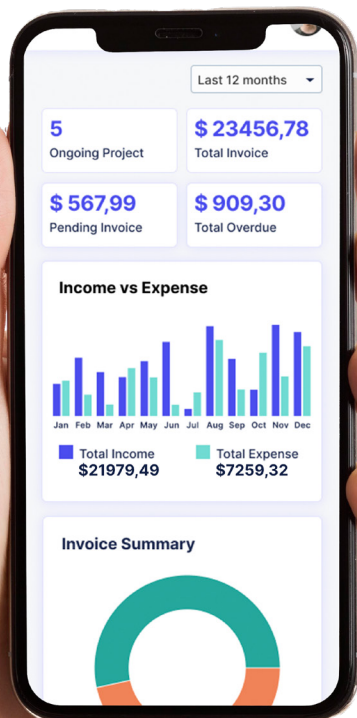 Last 12 months
5
Ongoing Project
$ 23456,78
Total Invoice
$ 567,99
Pending Invoice
$ 909,30
Total Overdue
Income vs Expense
Jan Feb Mar Apr May Jun Jul Aug Sep Oct Nov Dec
Total Income
$21979,49
Total Expense
$7259,32
Invoice Summary